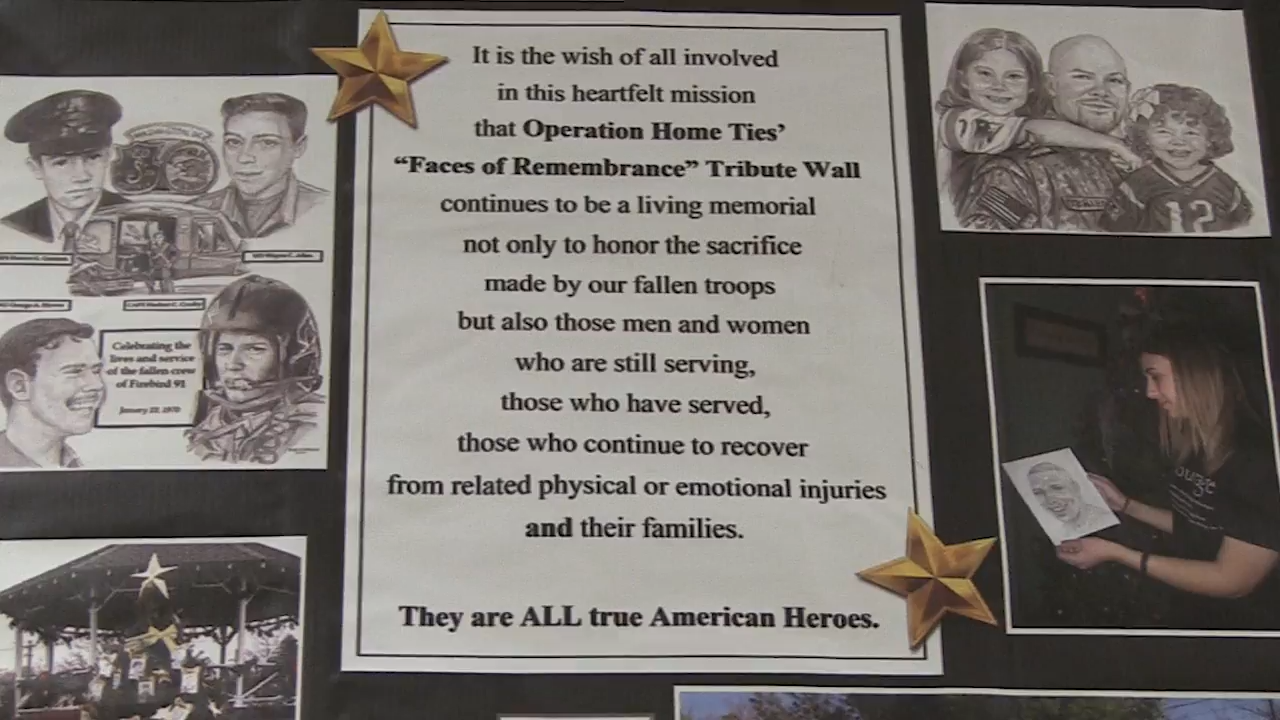 It is the wish of all involved
in this heartfelt mission
that Operation Home Ties'
“Faces of Remembrance” Tribute Wall
continues to be a living memorial
not only to honor the sacrifice
made by our fallen troops
but also those men and women
who are still serving,
those who have served,
those who continue to recover
from related physical or emotional injuries
and their families.
They are ALL true American Heroes.
Celebrating the
lives and service
of the fallen crew
of Firebird 91
January 1970
12